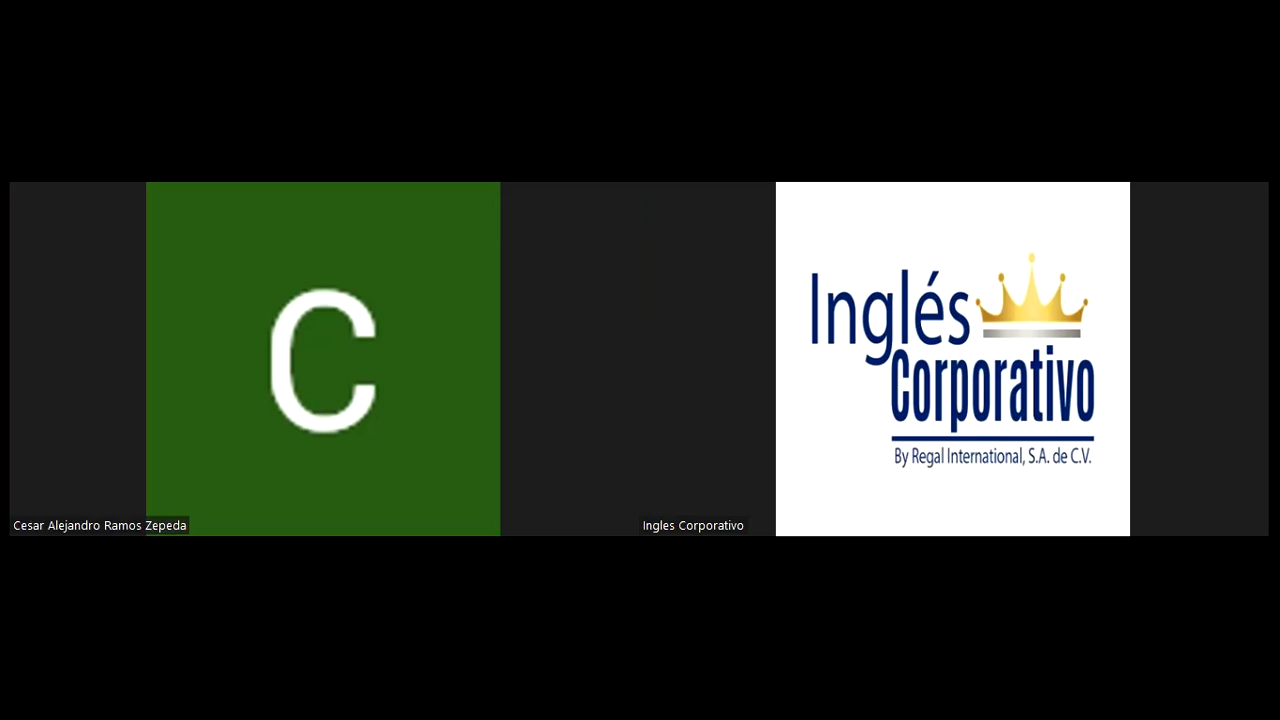 C
Inglés
Corporativo
By Regal International, S.A. de C.V.
Cesar Alejandro Ramos Zepeda
Ingles Corporativo